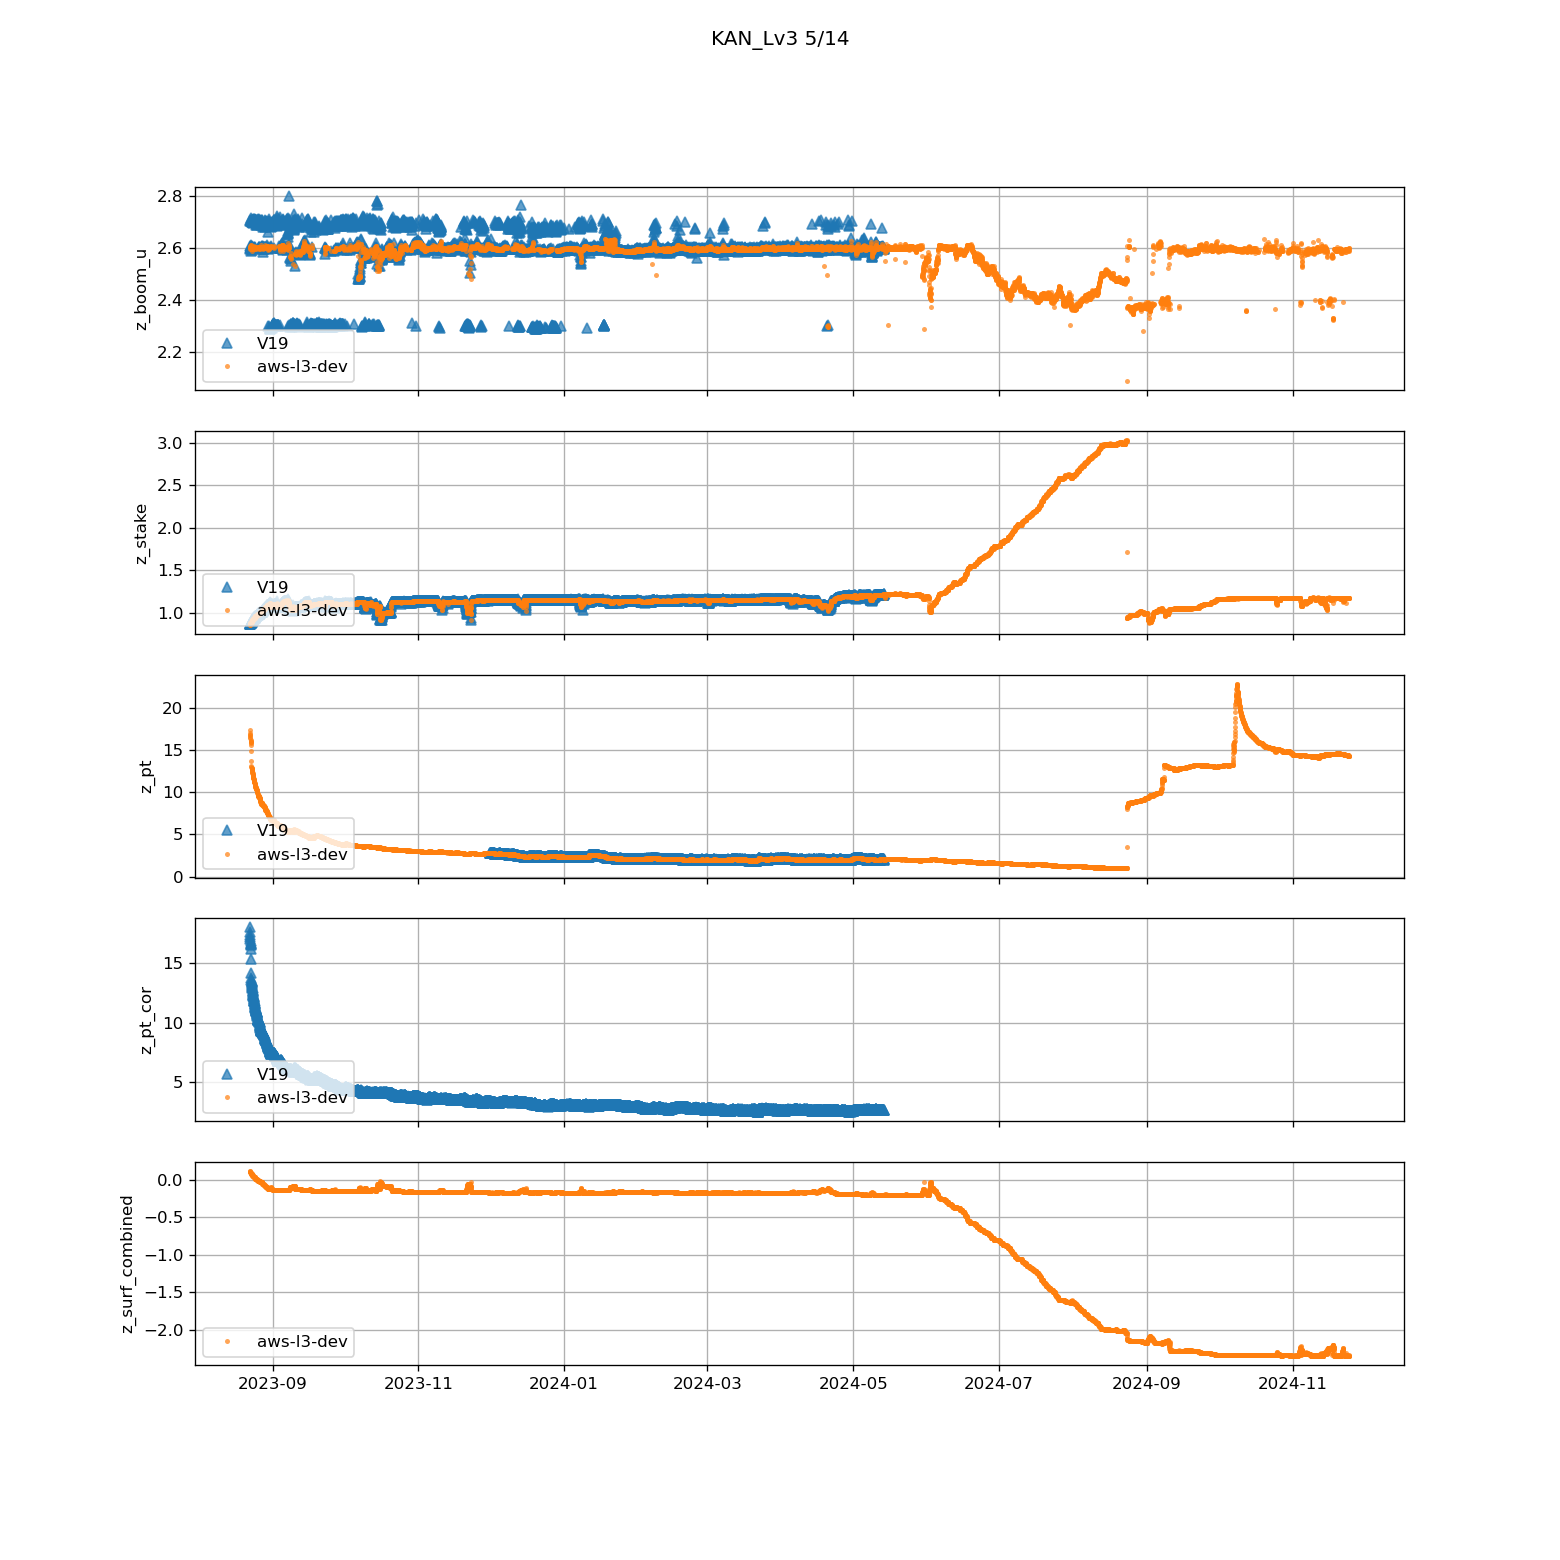 KAN_Lv3 5/14
2.8
2.6
2.4
2.2
z_boom_u
V19
aws-l3-dev
3.0
2.5
2.0
1.5
1.0
z_stake
V19
aws-l3-dev
20
15
10
5
0
z_pt
V19
aws-l3-dev
15
10
5
z_pt_cor
V19
aws-l3-dev
0.0
−0.5
−1.0
−1.5
−2.0
z_surf_combined
aws-l3-dev
2023-09 2023-11 2024-01 2024-03 2024-05 2024-07 2024-09 2024-11